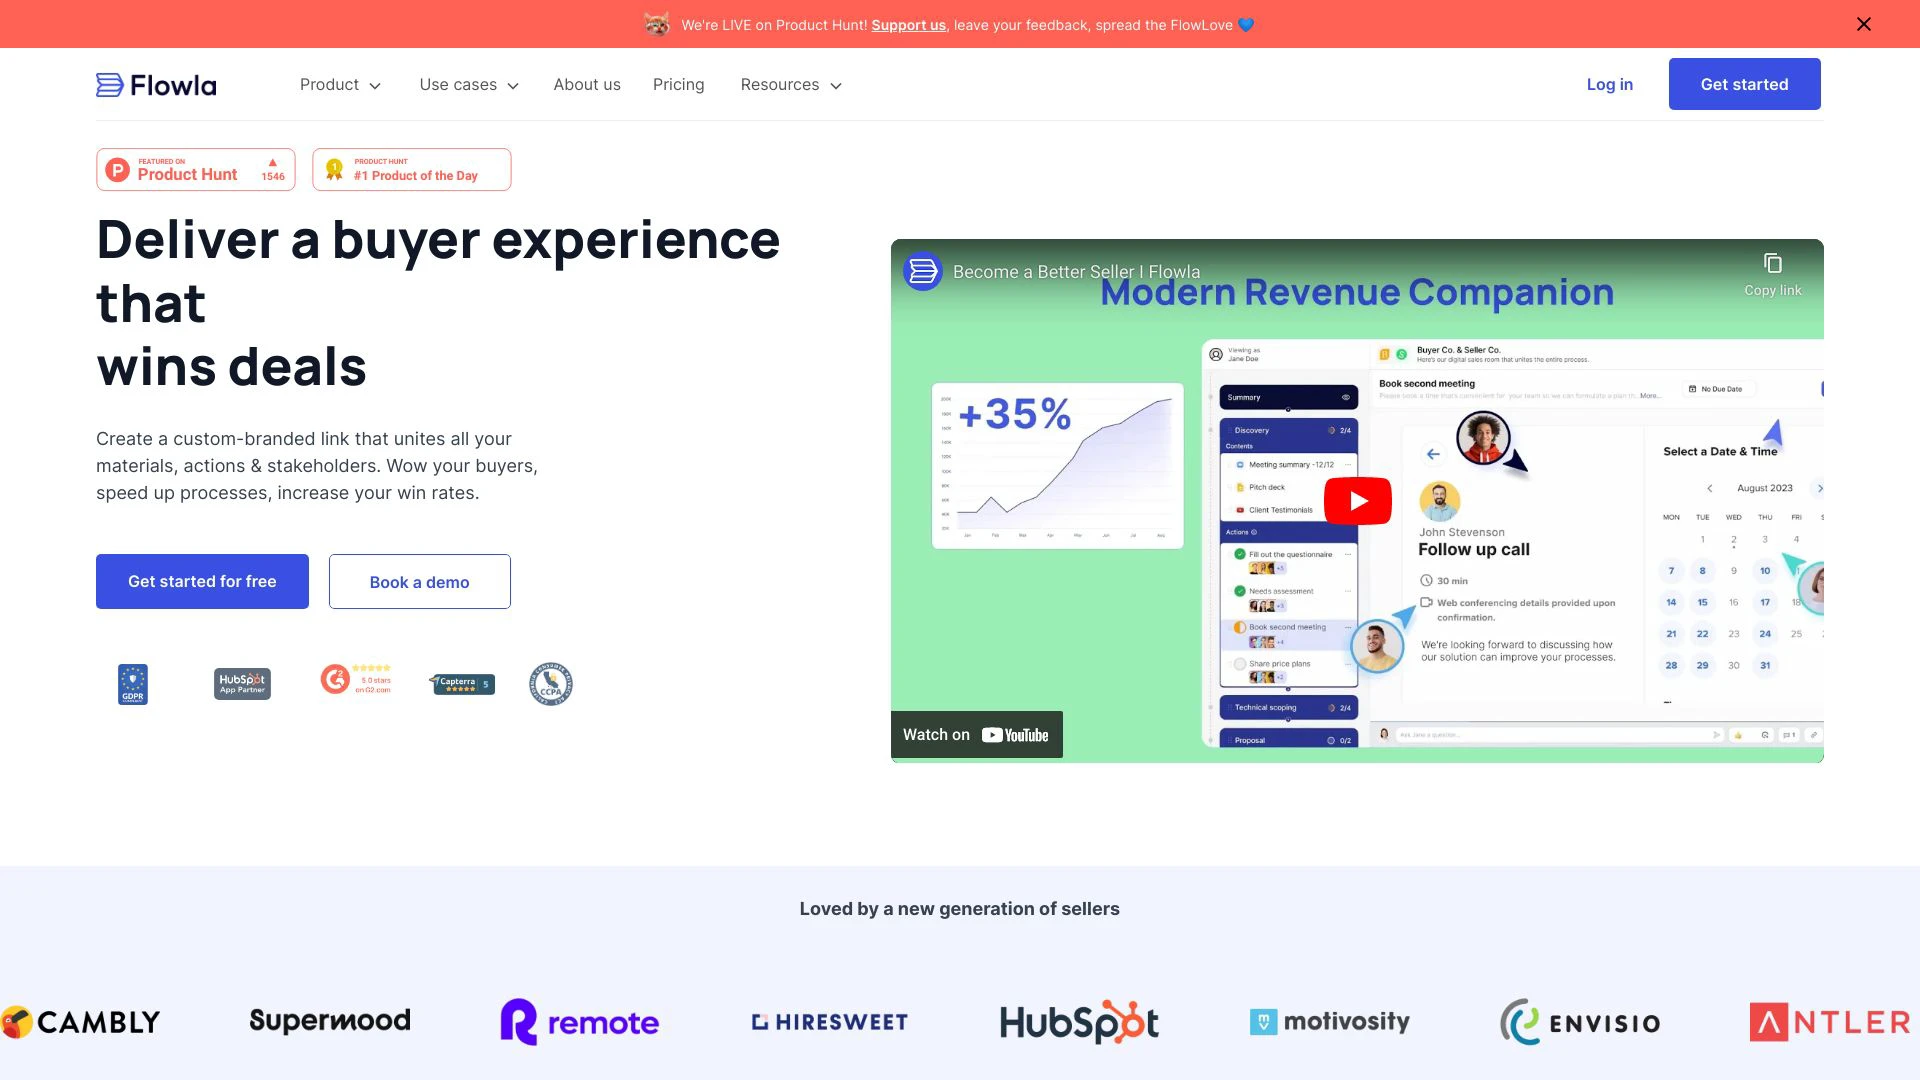 We're LIVE on Product Hunt! Support us, leave your feedback, spread the FlowLove 💙
Flowla
Product
Use cases
About us
Pricing
Resources
Log in
Get started
FEATURED ON
Product Hunt
1546
PRODUCT HUNT
#1 Product of the Day
1
Deliver a buyer experience
that
wins deals
Create a custom-branded link that unites all your
materials, actions & stakeholders. Wow your buyers,
speed up processes, increase your win rates.
Get started for free
Book a demo
GDPR
HubSpot
App Partner
5.0 stars
on G2.com
Capterra
5
CCPA
Become a Better Seller I Flowla
Copy link
Modern Revenue Companion
+35%
Viewing as
Jane Doe
Buyer Co. & Seller Co.
Here's our digital sales room that unites the entire process.
Book second meeting
No Due Date
More...
Summary
Discovery
2/4
Contents
Meeting summary -12/12
Pitch deck
Client Testimonials
Actions
Fill out the questionnaire
+5
Needs assessment
+3
Book second meeting
+4
Share price plans
+2
Technical scoping
2/4
Proposal
0/2
John Stevenson
Follow up call
30 min
Web conferencing details provided upon
confirmation.
We're looking forward to discussing how
our solution can improve your processes.
Select a Date & Time
August 2023
MON TUE WED THU FRI S
1 2 3 4
7 8 9 10 1
14 15 16 17 18
21 22 23 24 25
28 29 30 31
Ask Jane a question...
Watch on YouTube
Loved by a new generation of sellers
CAMBLY
Supermood
remote
HIRESWEET
HubSpot
motivosity
ENVISIO
ANTLER